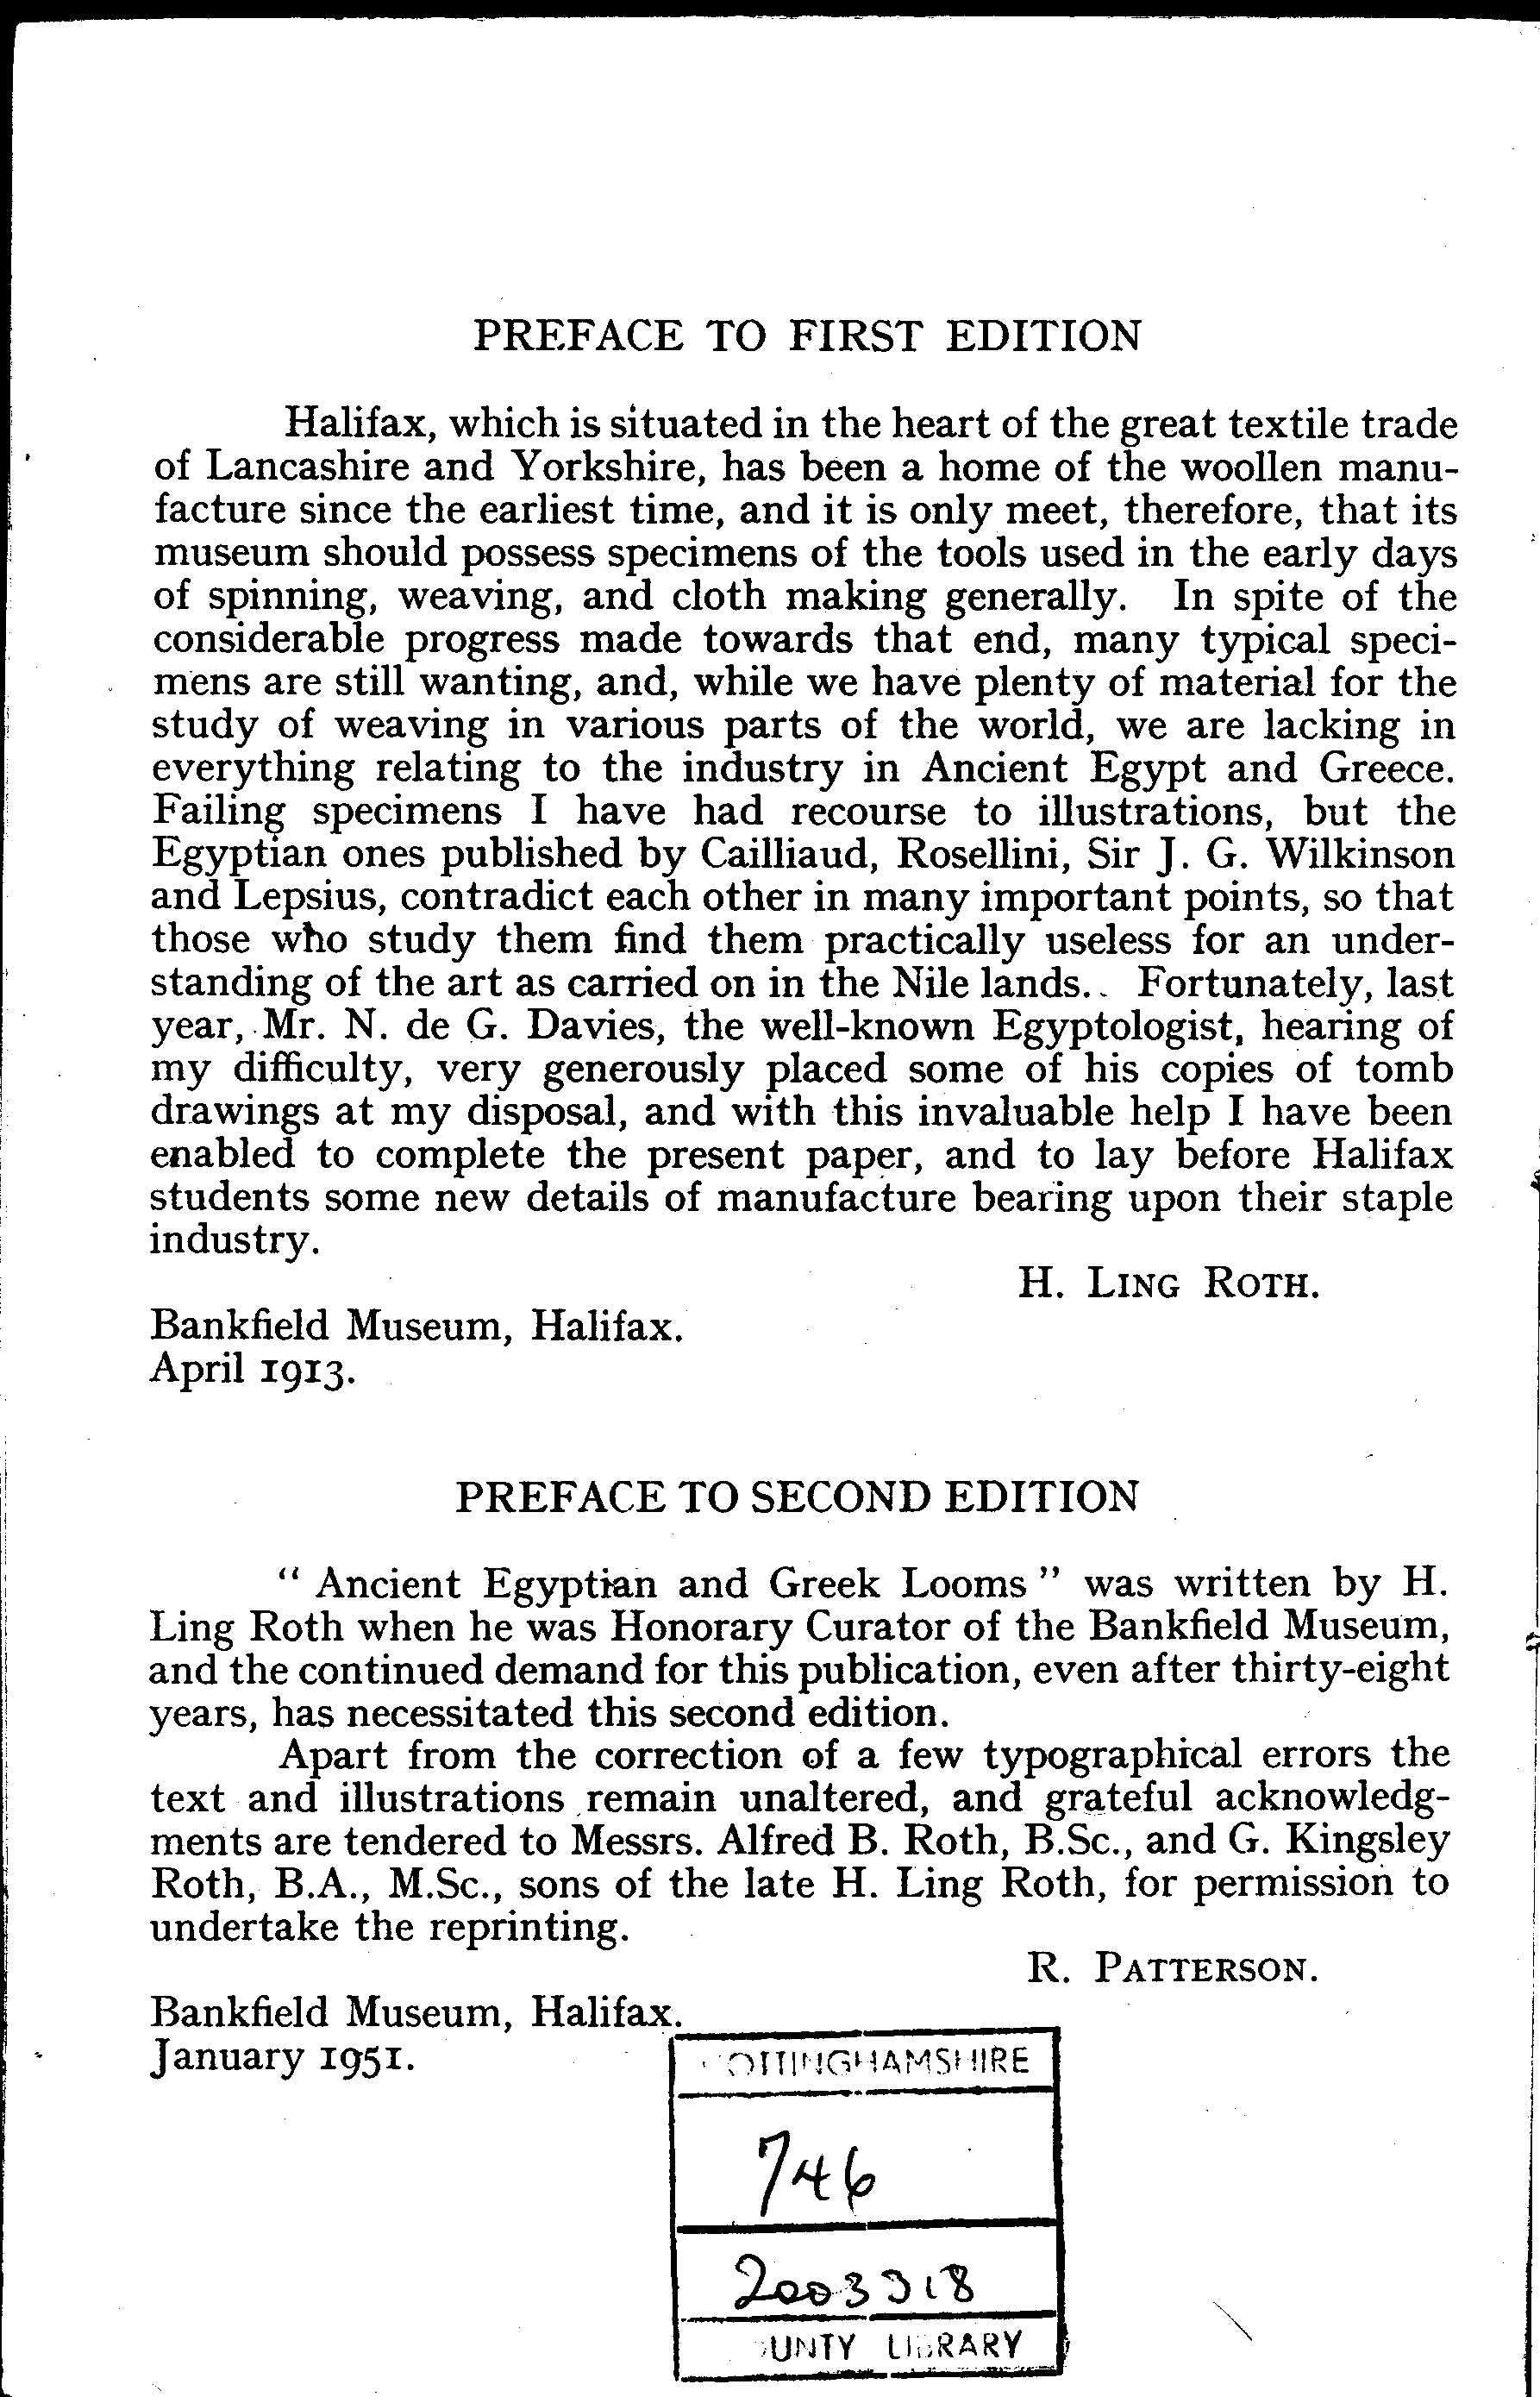 PREFACE TO FIRST EDITION
Halifax, which is situated in the heart of the great textile trade
of Lancashire and Yorkshire, has been a home of the woollen manu-
facture since the earliest time, and it is only meet, therefore, that its
museum should possess specimens of the tools used in the early days
of spinning, weaving, and cloth making generally. In spite of the
considerable progress made towards that end, many typical speci-
mens are still wanting, and, while we have plenty of material for the
study of weaving in various parts of the world, we are lacking in
everything relating to the industry in Ancient Egypt and Greece.
Failing specimens I have had recourse to illustrations, but the
Egyptian ones published by Cailliaud, Rosellini, Sir J. G. Wilkinson
and Lepsius, contradict each other in many important points, so that
those who study them find them practically useless for an under-
standing of the art as carried on in the Nile lands. Fortunately, last
year, Mr. N. de G. Davies, the well-known Egyptologist, hearing of
my difficulty, very generously placed some of his copies of tomb
drawings at my disposal, and with this invaluable help I have been
enabled to complete the present paper, and to lay before Halifax
students some new details of manufacture bearing upon their staple
industry.
H. LING ROTH.
Bankfield Museum, Halifax.
April 1913.
PREFACE TO SECOND EDITION
" Ancient Egyptian and Greek Looms " was written by H.
Ling Roth when he was Honorary Curator of the Bankfield Museum,
and the continued demand for this publication, even after thirty-eight
years, has necessitated this second edition.
Apart from the correction of a few typographical errors the
text and illustrations remain unaltered, and grateful acknowledg-
ments are tendered to Messrs. Alfred B. Roth, B.Sc., and G. Kingsley
Roth, B.A., M.Sc., sons of the late H. Ling Roth, for permission to
undertake the reprinting.
R. PATTERSON.
Bankfield Museum, Halifax.
January 1951.
OTTINGHAMSHIRE
746
2003318
OUNTY LIBRARY